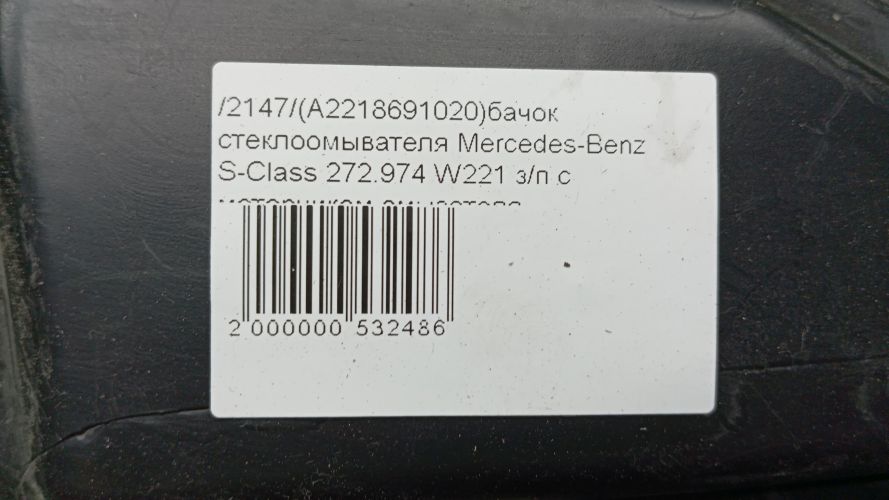 /2147/(A2218691020)бачок
стеклоомывателя Mercedes-Benz
S-Class 272.974 W221 з/п с
2 000000 532486